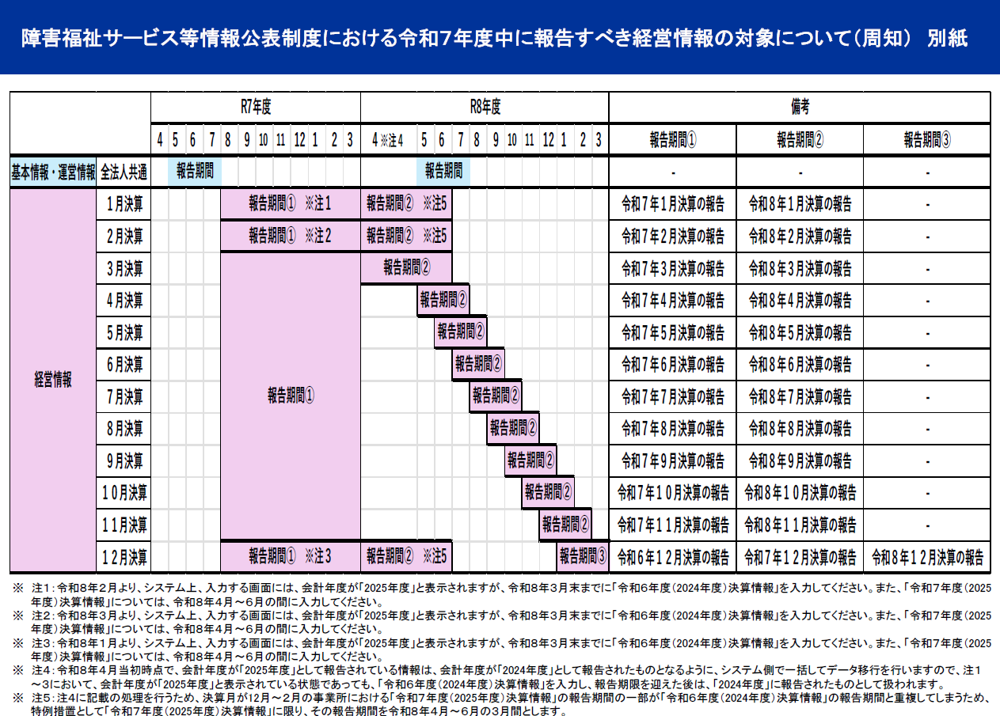 障害福祉サービス等情報公表制度における令和７年度中に報告すべき経営情報の対象について（周知）　別紙
R7年度 R8年度 備考
4 5 6 7 8 9 10 11 12 1 2 3 4 ※注4 5 6 7 8 9 10 11 12 1 2 3 報告期間① 報告期間② 報告期間③
基本情報・運営情報 全法人共通 報告期間 報告期間 - - -
1月決算 報告期間① ※注1 報告期間② ※注5 令和7年1月決算の報告 令和8年1月決算の報告 -
2月決算 報告期間① ※注2 報告期間② ※注5 令和7年2月決算の報告 令和8年2月決算の報告 -
3月決算 報告期間② 令和7年3月決算の報告 令和8年3月決算の報告 -
4月決算 報告期間② 令和7年4月決算の報告 令和8年4月決算の報告 -
5月決算 報告期間② 令和7年5月決算の報告 令和8年5月決算の報告 -
経営情報 6月決算 報告期間② 令和7年6月決算の報告 令和8年6月決算の報告 -
7月決算 報告期間① 報告期間② 令和7年7月決算の報告 令和8年7月決算の報告 -
8月決算 報告期間② 令和7年8月決算の報告 令和8年8月決算の報告 -
9月決算 報告期間② 令和7年9月決算の報告 令和8年9月決算の報告 -
10月決算 報告期間② 令和7年10月決算の報告 令和8年10月決算の報告 -
11月決算 報告期間② 令和7年11月決算の報告 令和8年11月決算の報告 -
12月決算 報告期間① ※注3 報告期間② ※注5 報告期間③ 令和6年12月決算の報告 令和7年12月決算の報告 令和8年12月決算の報告
※　注1：令和8年2月より、システム上、入力する画面には、会計年度が「2025年度」と表示されますが、令和8年3月末までに「令和6年度（2024年度）決算情報」を入力してください。また、「令和7年度（2025
年度）決算情報」については、令和8年4月～6月の間に入力してください。
※　注2：令和8年3月より、システム上、入力する画面には、会計年度が「2025年度」と表示されますが、令和8年3月末までに「令和6年度（2024年度）決算情報」を入力してください。また、「令和7年度（2025
年度）決算情報」については、令和8年4月～6月の間に入力してください。
※　注3：令和8年1月より、システム上、入力する画面には、会計年度が「2025年度」と表示されますが、令和8年3月末までに「令和6年度（2024年度）決算情報」を入力してください。また、「令和7年度（2025
年度）決算情報」については、令和8年4月～6月の間に入力してください。
※　注4：令和8年4月当初時点で、会計年度が「2025年度」として報告されている情報は、会計年度が「2024年度」として報告されたものとなるように、システム側で一括してデータ移行を行いますので、注1
～3において、会計年度が「2025年度」と表示されている状態であっても、「令和6年度（2024年度）決算情報」を入力し、報告期限を迎えた後は、「2024年度」に報告されたものとして扱われます。
※　注5：注4に記載の処理を行うため、決算月が12月～2月の事業所における「令和7年度（2025年度）決算情報」の報告期間の一部が「令和6年度（2024年度）決算情報」の報告期間と重複してしまうため、
特例措置として「令和7年度（2025年度）決算情報」に限り、その報告期間を令和8年4月～6月の3月間とします。